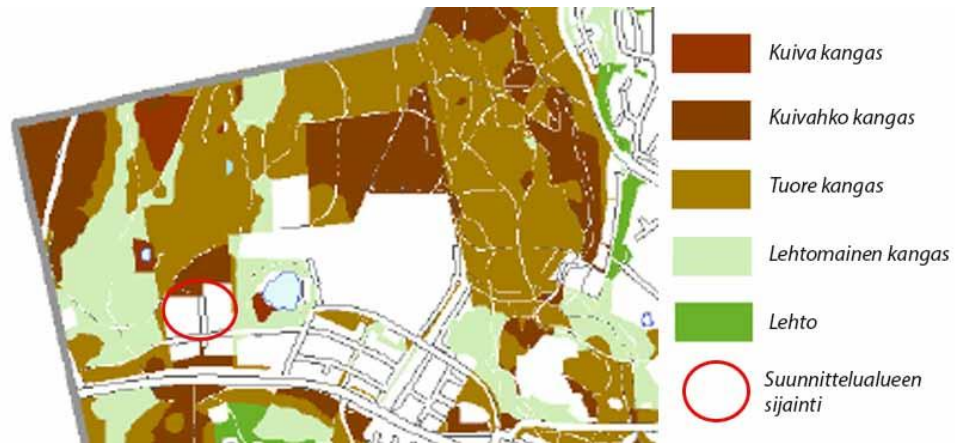 Kuiva kangas
Kuivahko kangas
Tuore kangas
Lehtomainen kangas
Lehto
Suunnittelualueen
sijainti